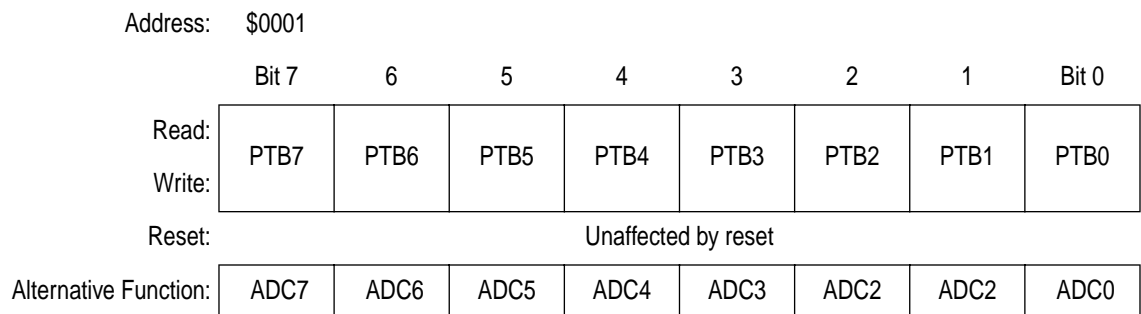 Address: $0001
Bit 7 6 5 4 3 2 1 Bit 0
Read:
PTB7 PTB6 PTB5 PTB4 PTB3 PTB2 PTB1 PTB0
Write:
Reset: Unaffected by reset
Alternative Function: ADC7 ADC6 ADC5 ADC4 ADC3 ADC2 ADC2 ADC0